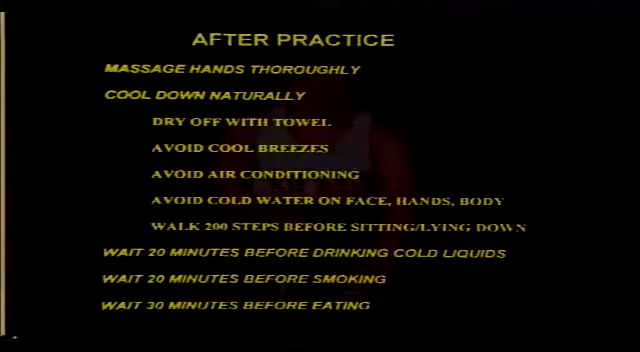 AFTER PRACTICE
MASSAGE HANDS THOROUGHLY
COOL DOWN NATURALLY
DRY OFF WITH TOWEL
AVOID COOL BREEZES
AVOID AIR CONDITIONING
AVOID COLD WATER ON FACE, HANDS, BODY
WALK 200 STEPS BEFORE SITTING/LYING DOWN
WAIT 20 MINUTES BEFORE DRINKING COLD LIQUIDS
WAIT 20 MINUTES BEFORE SMOKING
WAIT 30 MINUTES BEFORE EATING